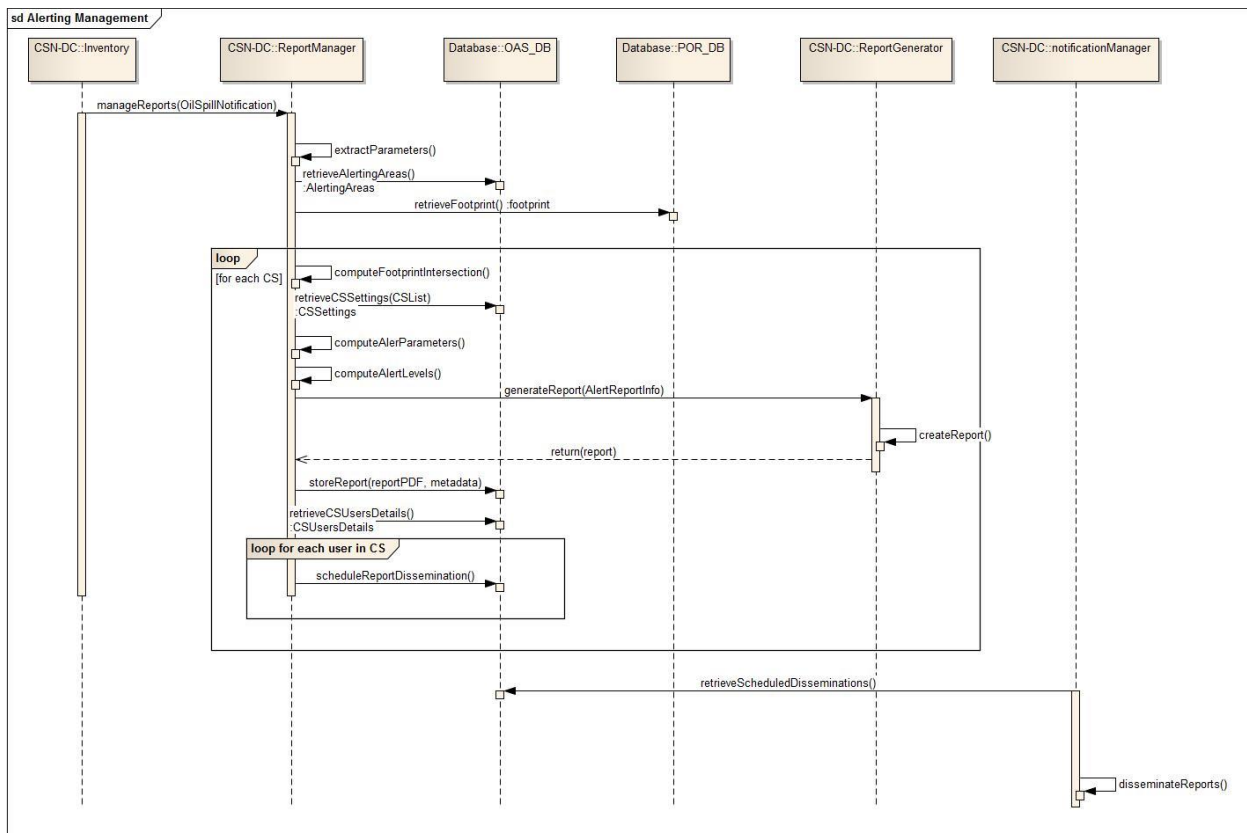 sd Alerting Management
CSN-DC::Inventory
CSN-DC::ReportManager
Database::OAS_DB
Database::POR_DB
CSN-DC::ReportGenerator
CSN-DC::notificationManager
manageReports(OilSpillNotification)
extractParameters()
retrieveAlertingAreas()
:AlertingAreas
retrieveFootprint() :footprint
loop
[for each CS]
computeFootprintIntersection()
retrieveCSSettings(CSList)
:CSSettings
computeAlerParameters()
computeAlertLevels()
generateReport(AlertReportInfo)
createReport()
return(report)
storeReport(reportPDF, metadata)
retrieveCSUsersDetails()
:CSUsersDetails
loop for each user in CS
scheduleReportDissemination()
retrieveScheduledDisseminations()
disseminateReports()